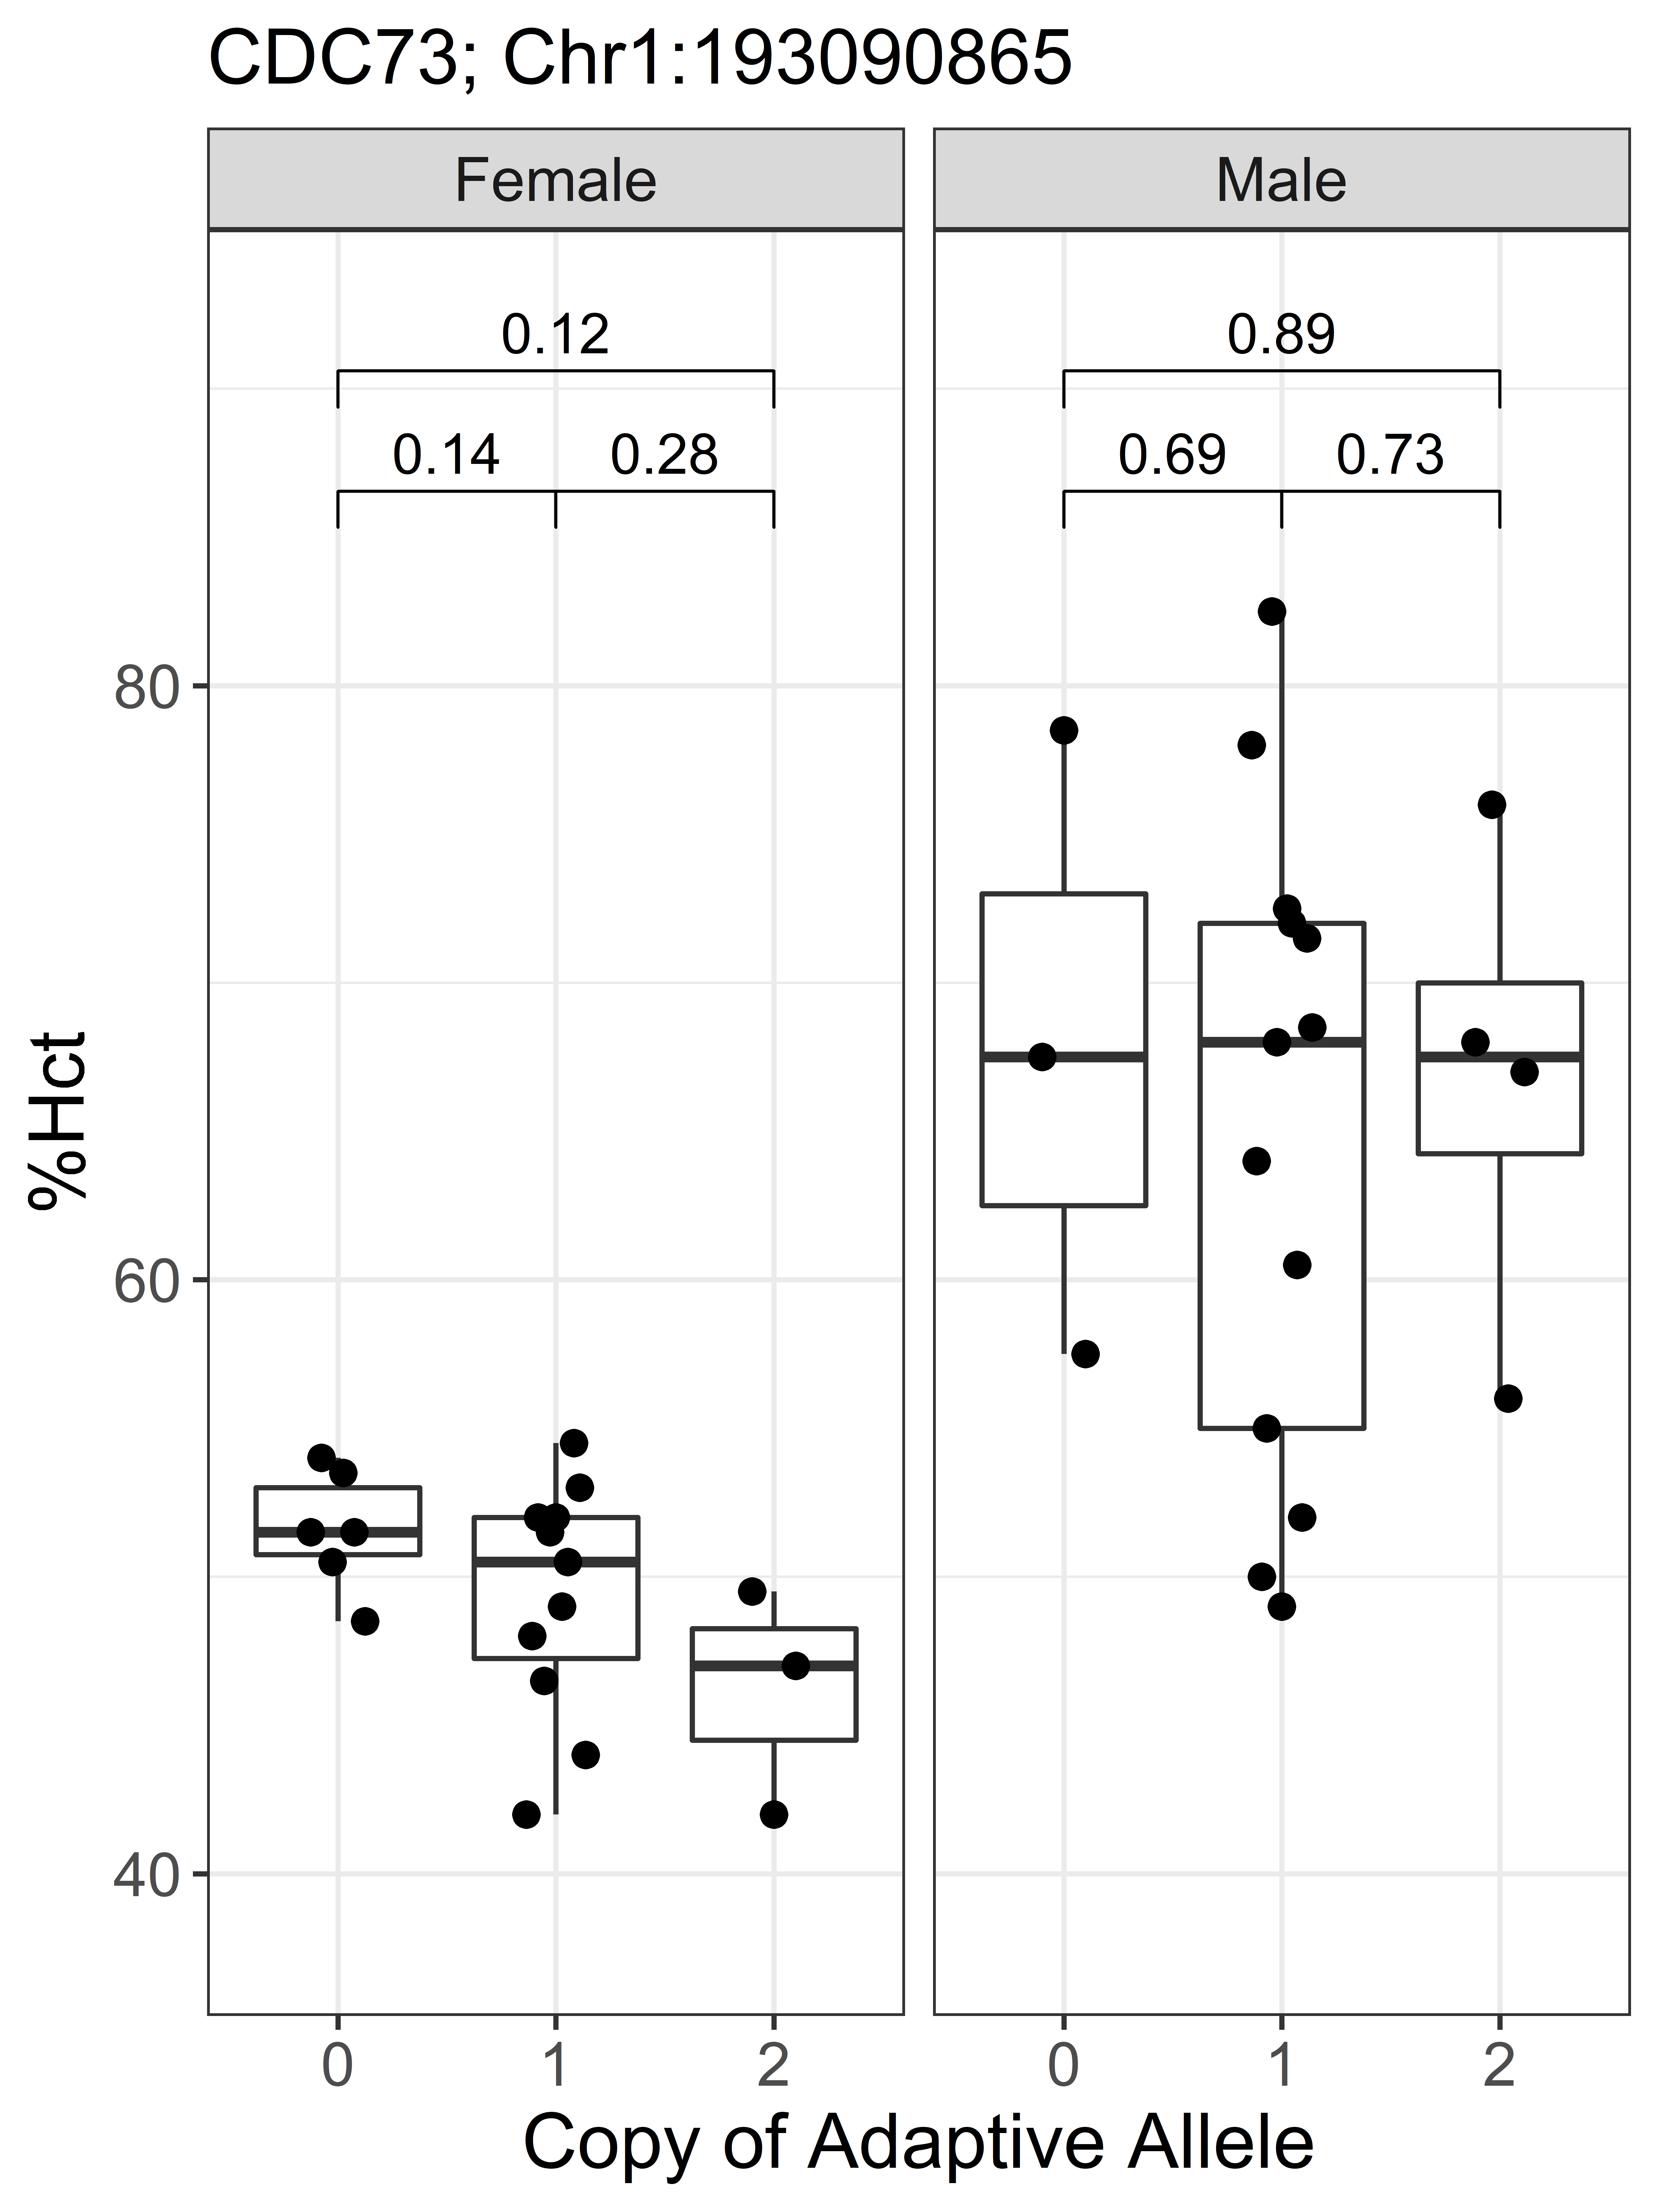 CDC73; Chr1:193090865
Female
Male
0.12
0.89
0.14 0.28
0.69 0.73
80
60
40
%Hct
0 1 2
0 1 2
Copy of Adaptive Allele